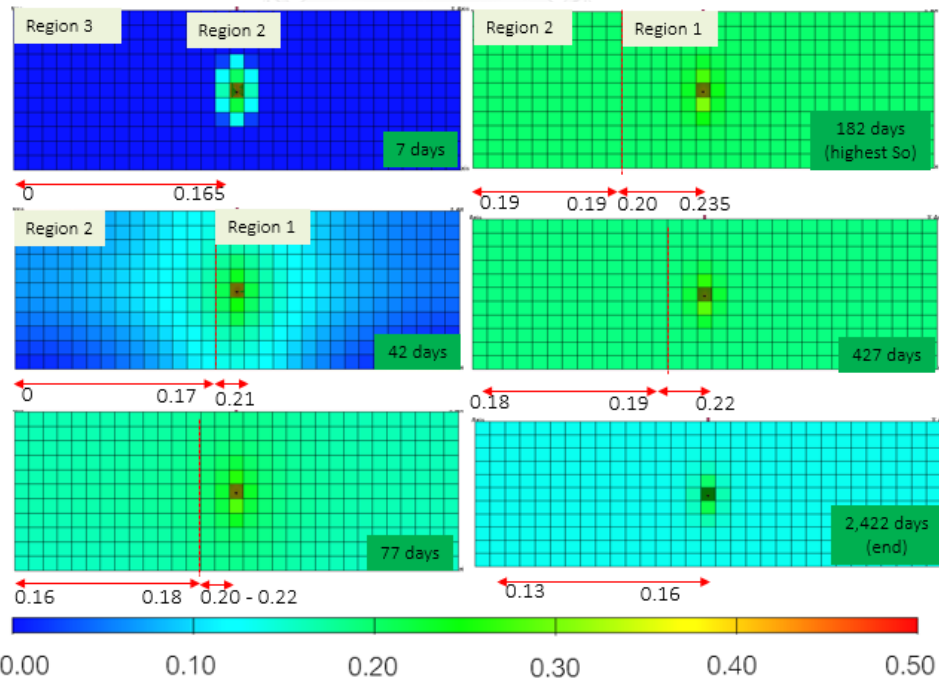 Region 3
Region 2
7 days
0
0.165
Region 2
Region 1
182 days
(highest So)
0.19
0.19
0.20
0.235
Region 2
Region 1
42 days
0
0.17
0.21
427 days
0.18
0.19
0.22
77 days
0.16
0.18
0.20 - 0.22
2,422 days
(end)
0.13
0.16
0.00
0.10
0.20
0.30
0.40
0.50